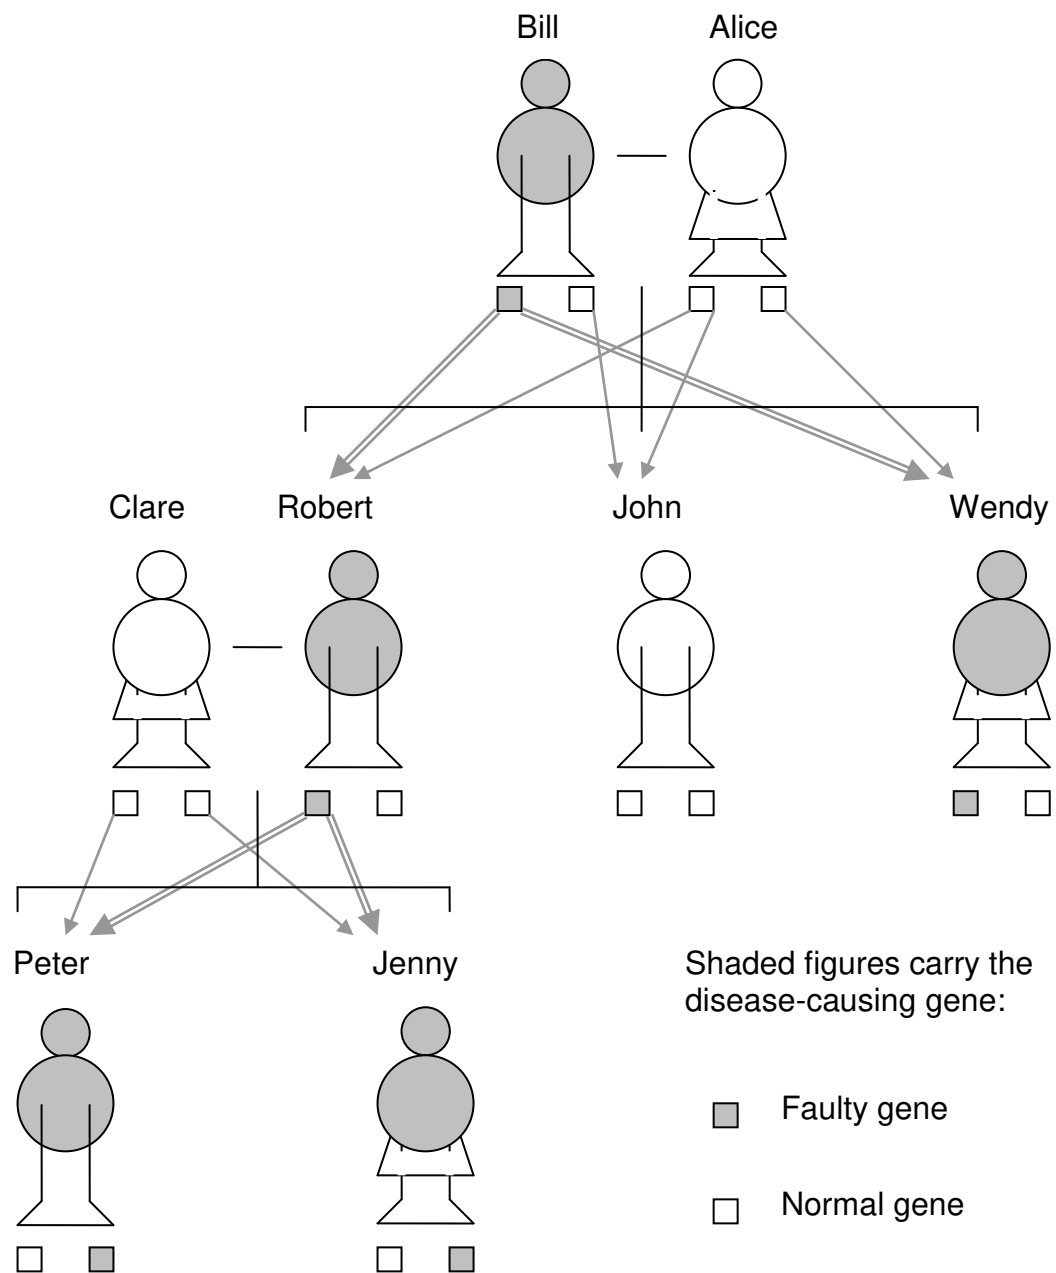 Bill Alice
Clare Robert John Wendy
Peter Jenny
Shaded figures carry the
disease-causing gene:
Faulty gene
Normal gene